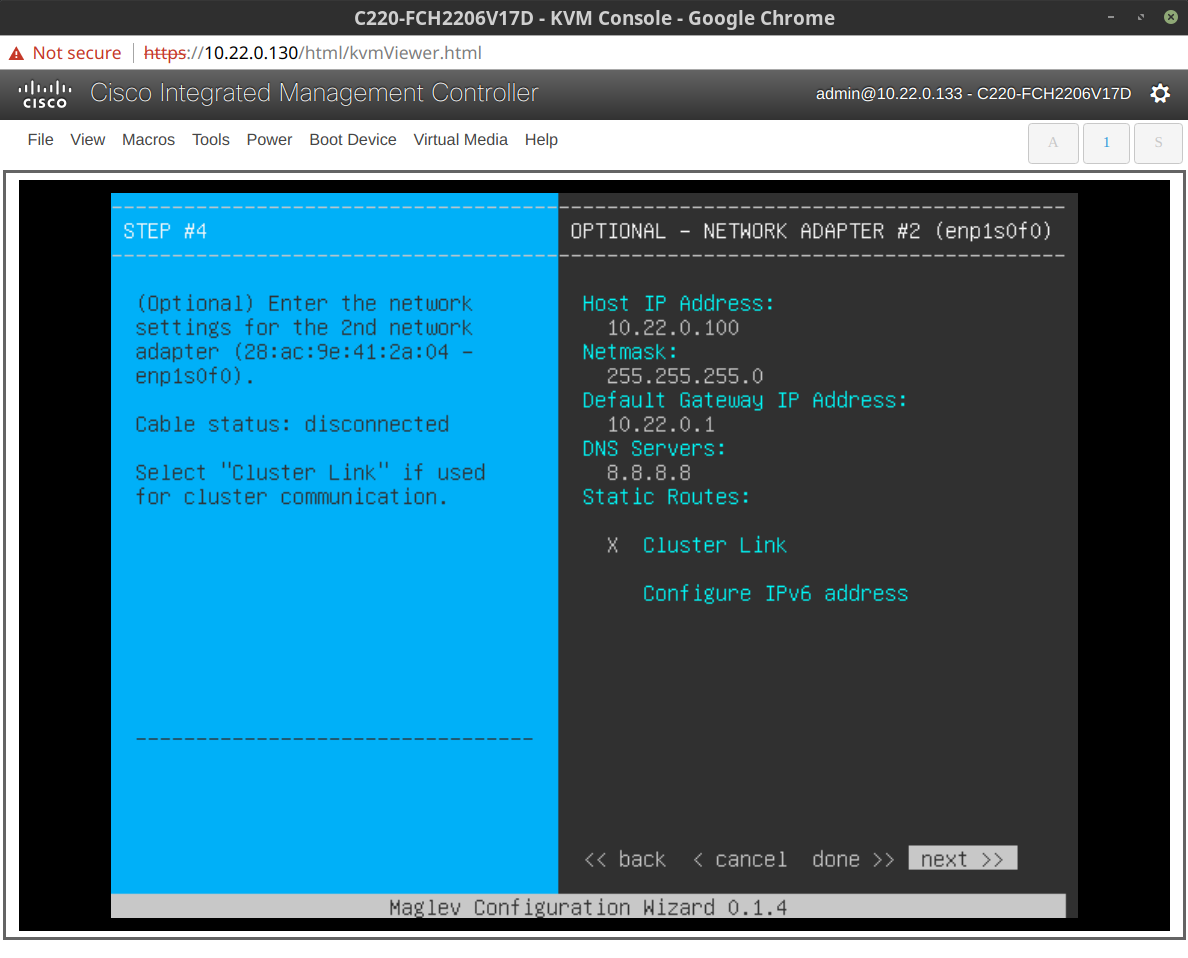 C220-FCH2206V17D - KVM Console - Google Chrome
Not secure https://10.22.0.130/html/kvmViewer.html
CISCO Cisco Integrated Management Controller admin@10.22.0.133 - C220-FCH2206V17D
File View Macros Tools Power Boot Device Virtual Media Help A 1 S
STEP #4
(Optional) Enter the network
settings for the 2nd network
adapter (28:ac:9e:41:2a:04 -
enp1s0f0).
Cable status: disconnected
Select "Cluster Link" if used
for cluster communication.
OPTIONAL - NETWORK ADAPTER #2 (enp1s0f0)
Host IP Address:
10.22.0.100
Netmask:
255.255.255.0
Default Gateway IP Address:
10.22.0.1
DNS Servers:
8.8.8.8
Static Routes:
X Cluster Link
Configure IPv6 address
<< back < cancel done >> next >>
Maglev Configuration Wizard 0.1.4